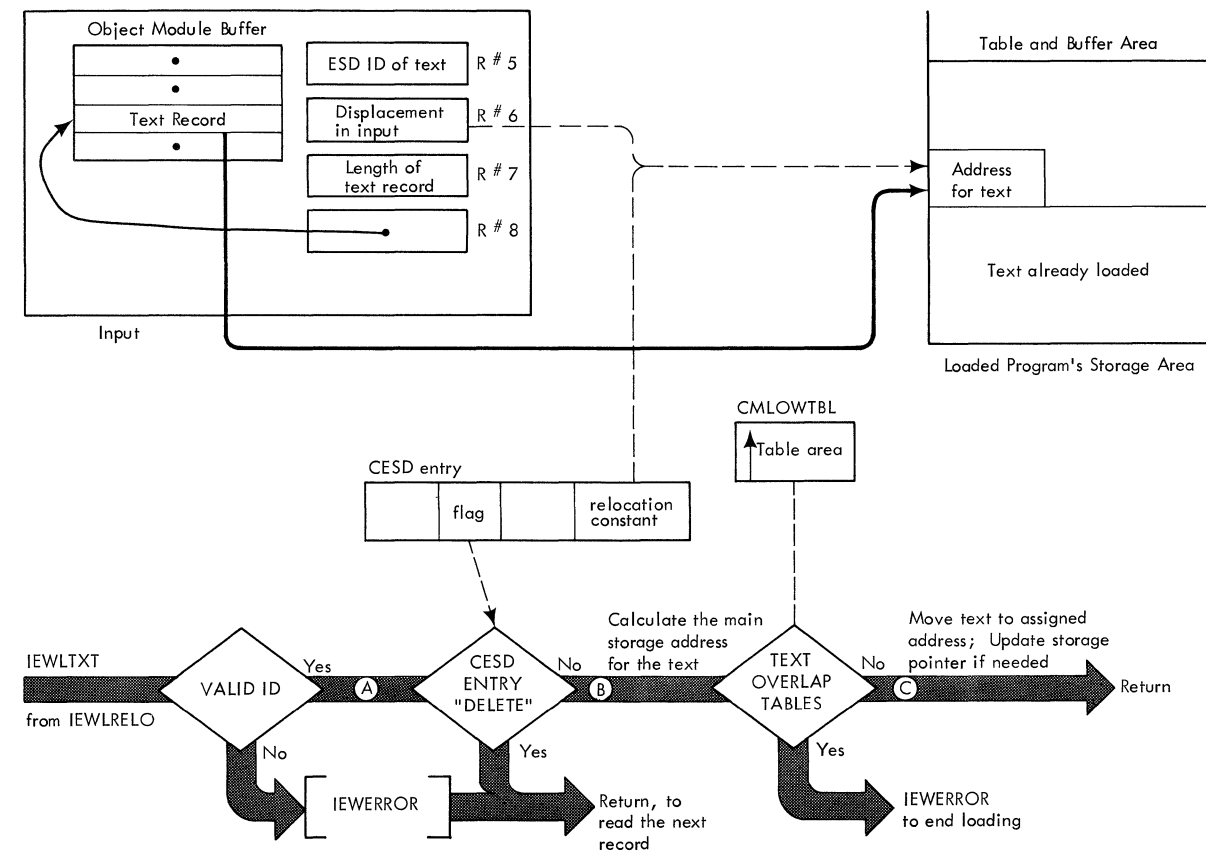 Object Module Buffer
Text Record
ESD ID of text
R # 5
Displacement
in input
R # 6
Length of
text record
R # 7
R # 8
Input
Table and Buffer Area
Address
for text
Text already loaded
Loaded Program's Storage Area
CMLOWTBL
Table area
CESD entry
flag
relocation
constant
IEWLTXT
from IEWLRELO
VALID ID
Yes
A
No
IEWERROR
CESD
ENTRY
"DELETE"
No
Yes
Return, to
read the next
record
Calculate the main
storage address
for the text
B
TEXT
OVERLAP
TABLES
No
Yes
IEWERROR
to end loading
Move text to assigned
address; Update storage
pointer if needed
C
Return